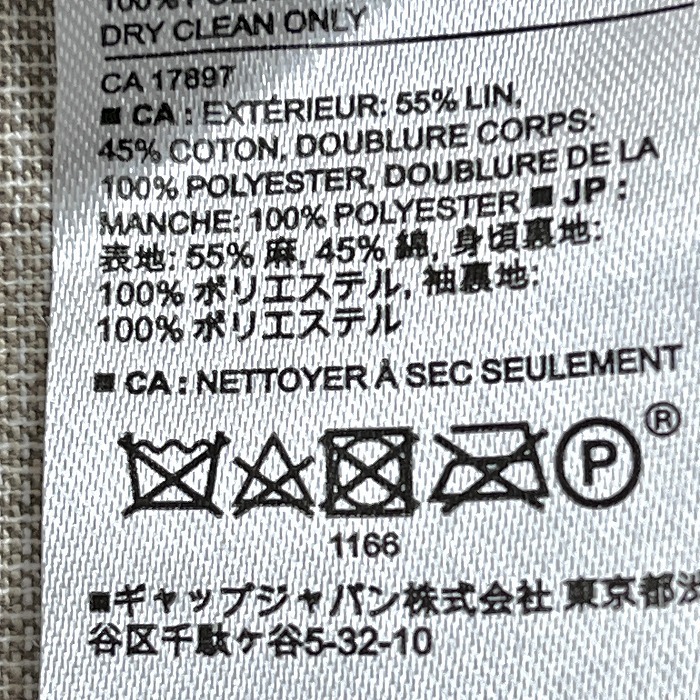 DRY CLEAN ONLY
CA 17897
■ CA : EXTÉRIEUR: 55% LIN,
45% COTON, DOUBLURE CORPS:
100% POLYESTER, DOUBLURE DE LA
MANCHE: 100% POLYESTER ■ JP :
表地: 55% 麻, 45% 綿, 身頃裏地:
100% ポリエステル, 袖裏地:
100% ポリエステル
■ CA : NETTOYER À SEC SEULEMENT
P ®
1166
■ギャップジャパン株式会社 東京都渋
谷区千駄ヶ谷5-32-10